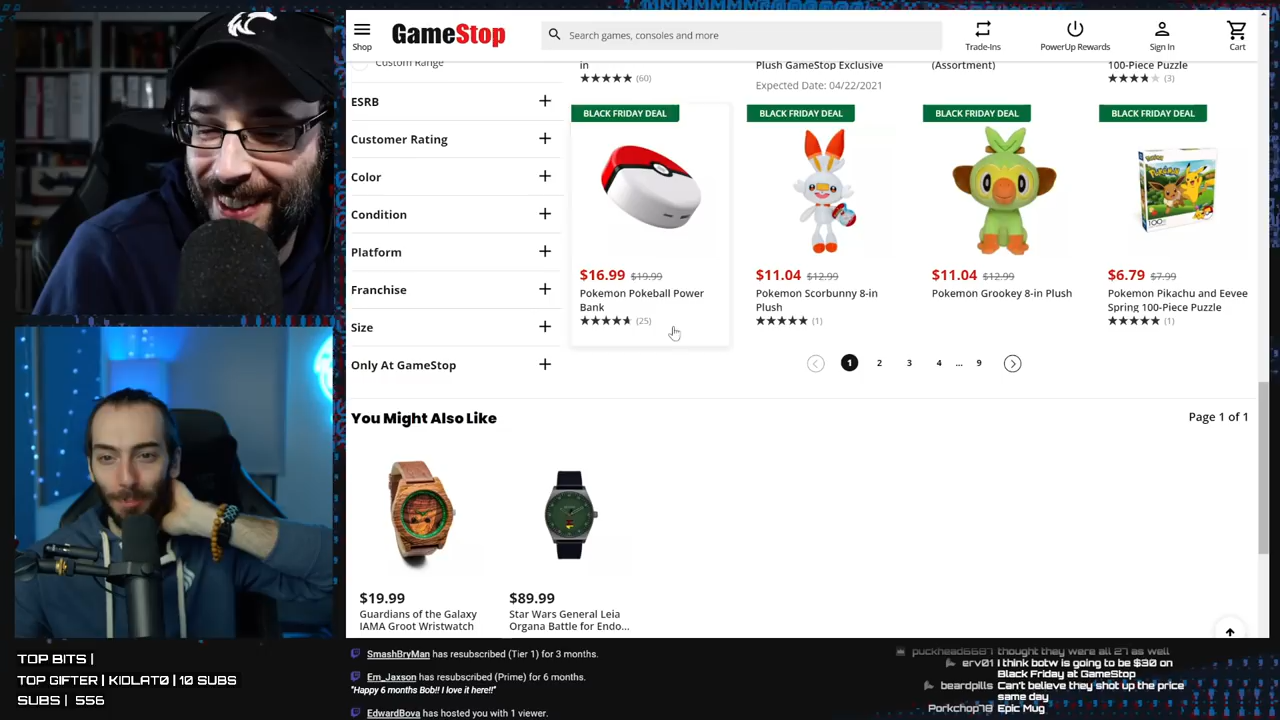 Shop
GameStop
Search games, consoles and more
Trade-Ins
PowerUp Rewards
Sign In
Cart
Custom Range
ESRB
Customer Rating
Color
Condition
Platform
Franchise
Size
Only At GameStop
in
(60)
Plush GameStop Exclusive
Expected Date: 04/22/2021
(Assortment)
100-Piece Puzzle
(3)
BLACK FRIDAY DEAL
$16.99 $19.99
Pokemon Pokeball Power
Bank
(25)
BLACK FRIDAY DEAL
$11.04 $12.99
Pokemon Scorbunny 8-in
Plush
(1)
BLACK FRIDAY DEAL
$11.04 $12.99
Pokemon Grookey 8-in Plush
BLACK FRIDAY DEAL
$6.79 $7.99
Pokemon Pikachu and Eevee
Spring 100-Piece Puzzle
(1)
1 2 3 4 ... 9
You Might Also Like
Page 1 of 1
$19.99
Guardians of the Galaxy
IAMA Groot Wristwatch
$89.99
Star Wars General Leia
Organa Battle for Endo...
TOP BITS |
TOP GIFTER | KIDLAT0 | 10 SUBS
SUBS | 556
SmashBryMan has resubscribed (Tier 1) for 3 months.
Em_Jaxson has resubscribed (Prime) for 6 months.
"Happy 6 months Bob!! I love it here!!"
EdwardBova has hosted you with 1 viewer.
thought they were all 27 as well
erv01 I think botw is going to be $30 on
Black Friday at GameStop
beardpills Can't believe they shot up the price
same day
Porkchop78 Epic Mug